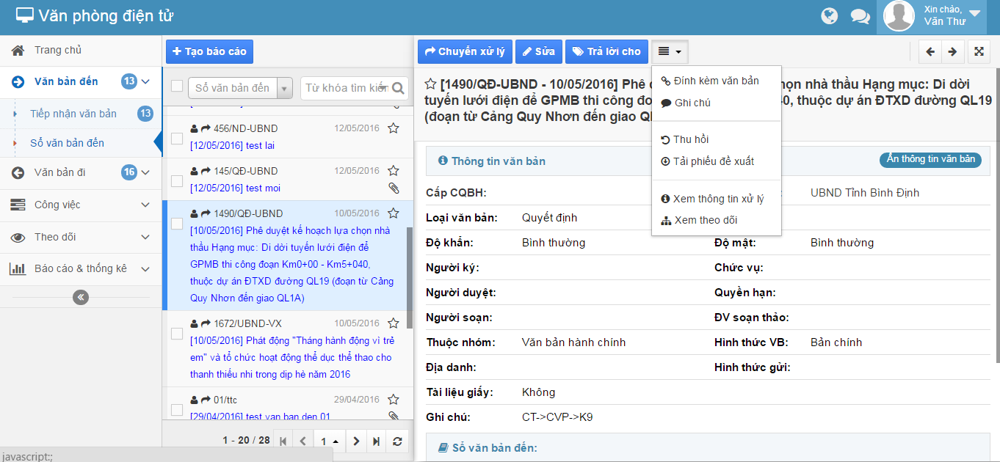 Văn phòng điện tử
Xin chào,
Văn Thư
Trang chủ
Văn bản đến 13
Tiếp nhận văn bản 13
Sổ văn bản đến
Văn bản đi 16
Công việc
Theo dõi
Báo cáo & thống kê
Tạo báo cáo
Sổ văn bản đến
Từ khóa tìm kiếm
456/ND-UBND 12/05/2016
[12/05/2016] test lai
145/QĐ-UBND 12/05/2016
[12/05/2016] test moi
1490/QĐ-UBND 10/05/2016
[10/05/2016] Phê duyệt kế hoạch lựa chọn nhà
thầu Hạng mục: Di dời tuyến lưới điện để
GPMB thi công đoạn Km0+00 - Km5+040,
thuộc dự án ĐTXD đường QL19 (đoạn từ Cảng
Quy Nhơn đến giao QL1A)
1672/UBND-VX 10/05/2016
[10/05/2016] Phát động "Tháng hành động vì trẻ
em" và tổ chức hoạt động thể dục thể thao cho
thanh thiếu nhi trong dịp hè năm 2016
01/ttc 29/04/2016
[29/04/2016] test van ban den 01
1 - 20 / 28 1
javascript:;
Chuyển xử lý Sửa Trả lời cho
[1490/QĐ-UBND - 10/05/2016] Phê họn nhà thầu Hạng mục: Di dời
tuyến lưới điện để GPMB thi công đoạ 40, thuộc dự án ĐTXD đường QL19
(đoạn từ Cảng Quy Nhơn đến giao QL
Đính kèm văn bản
Ghi chú
Thu hồi
Tải phiếu đề xuất
Xem thông tin xử lý
Xem theo dõi
Thông tin văn bản Ẩn thông tin văn bản
Cấp CQBH: : UBND Tỉnh Bình Định
Loại văn bản: Quyết định
Độ khẩn: Bình thường Độ mật: Bình thường
Người ký: Chức vụ:
Người duyệt: Quyền hạn:
Người soạn: ĐV soạn thảo:
Thuộc nhóm: Văn bản hành chính Hình thức VB: Bản chính
Địa danh: Hình thức gửi:
Tài liệu giấy: Không
Ghi chú: CT->CVP->K9
Sổ văn bản đến: